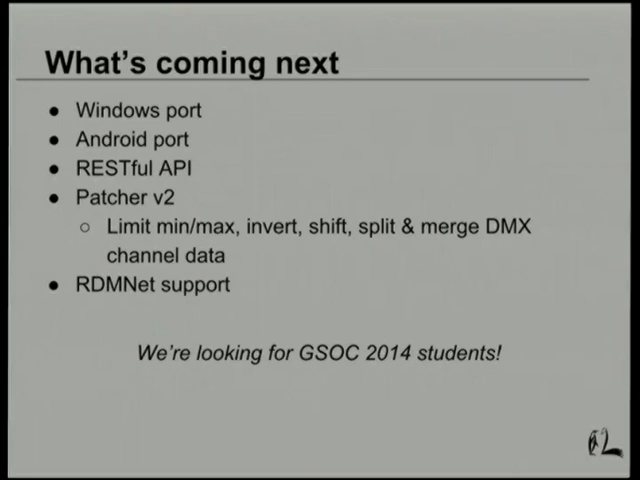 What's coming next
● Windows port
● Android port
● RESTful API
● Patcher v2
○ Limit min/max, invert, shift, split & merge DMX
channel data
● RDMNet support
We're looking for GSOC 2014 students!